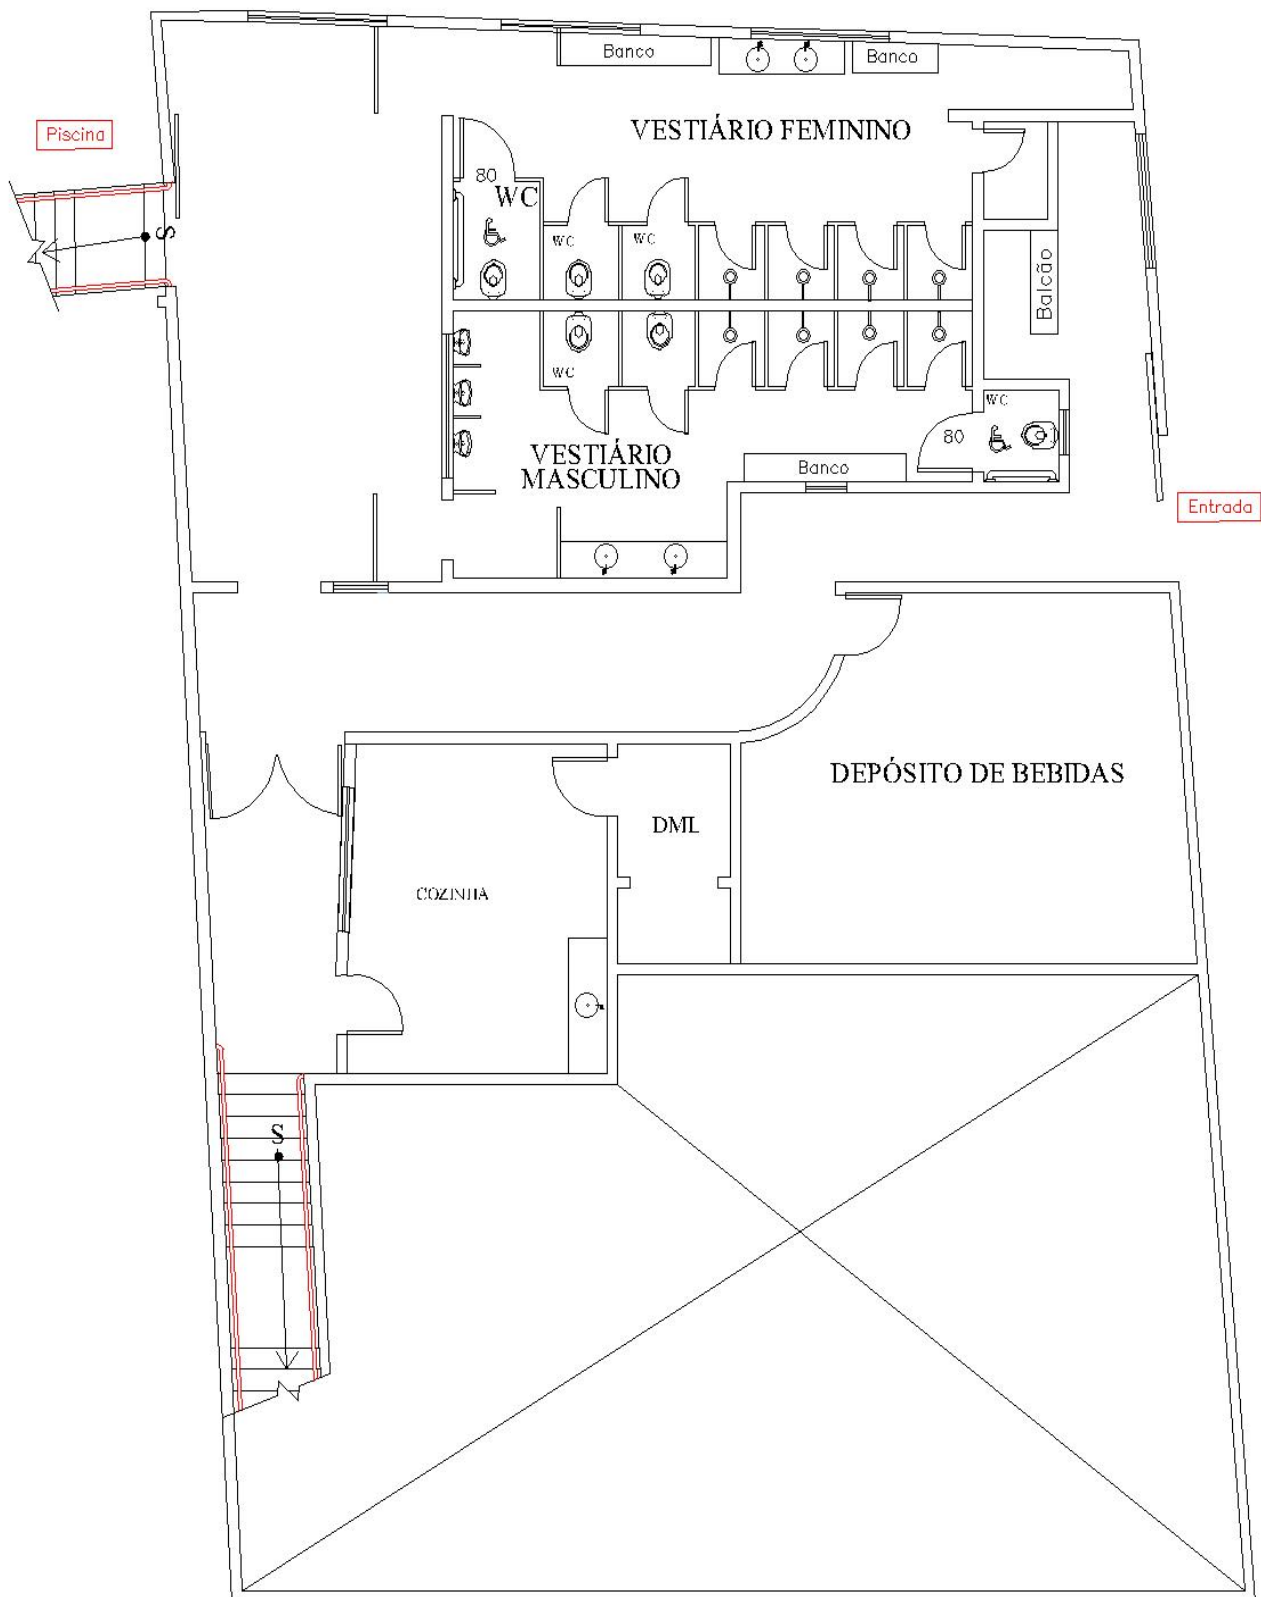 Banco
Banco
Piscina
VESTIÁRIO FEMININO
80
WC
S
WC
WC
Balcão
WC
WC
80
VESTIÁRIO
MASCULINO
Banco
Entrada
DEPÓSITO DE BEBIDAS
DML
COZINHA
S